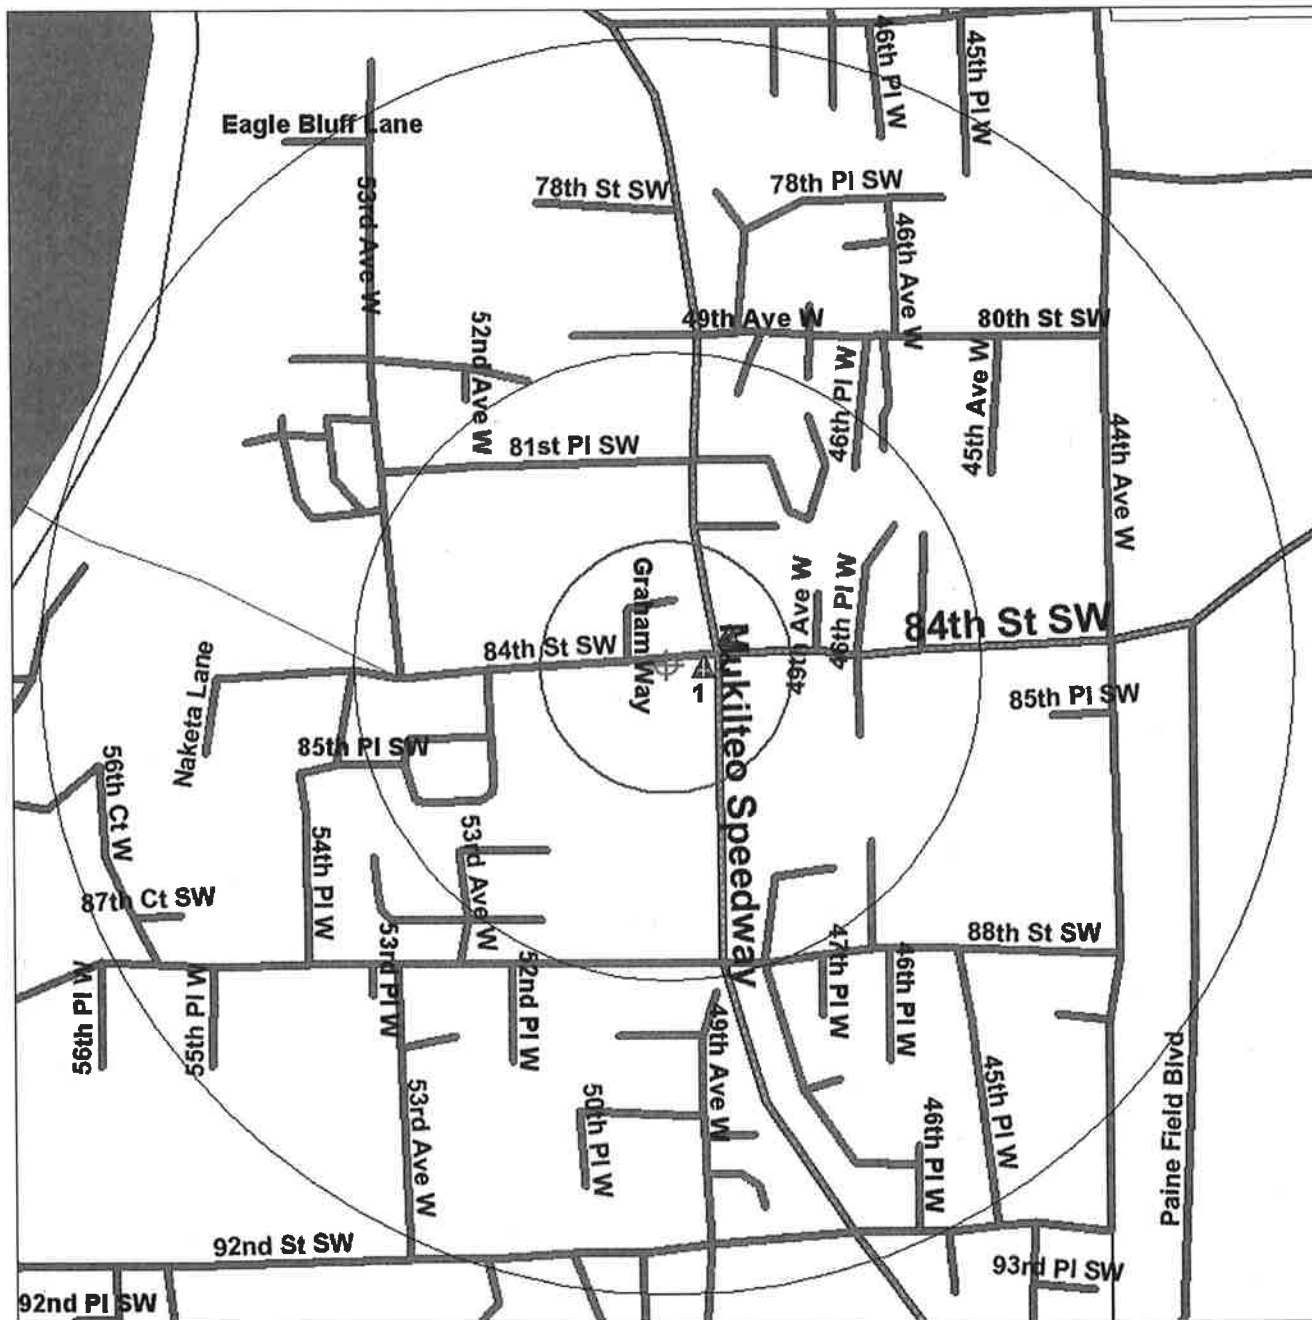 46th Pl W
45th Pl W
Eagle Bluff Lane
53rd Ave W
78th St SW
78th Pl SW
46th Ave W
49th Ave W
80th St SW
52nd Ave W
46th Pl W
45th Ave W
44th Ave W
81st Pl SW
Graham Way
49th Ave W
46th Pl W
84th St SW
84th St SW
Mukilteo Speedway
1
Naketa Lane
85th Pl SW
85th Pl SW
56th Ct W
54th Pl W
53rd Ave W
87th Ct SW
88th St SW
53rd Pl W
52nd Pl W
47th Pl W
46th Pl W
56th Pl W
55th Pl W
49th Ave W
45th Pl W
Paine Field Blvd
53rd Ave W
50th Pl W
46th Pl W
92nd St SW
93rd Pl SW
92nd Pl SW